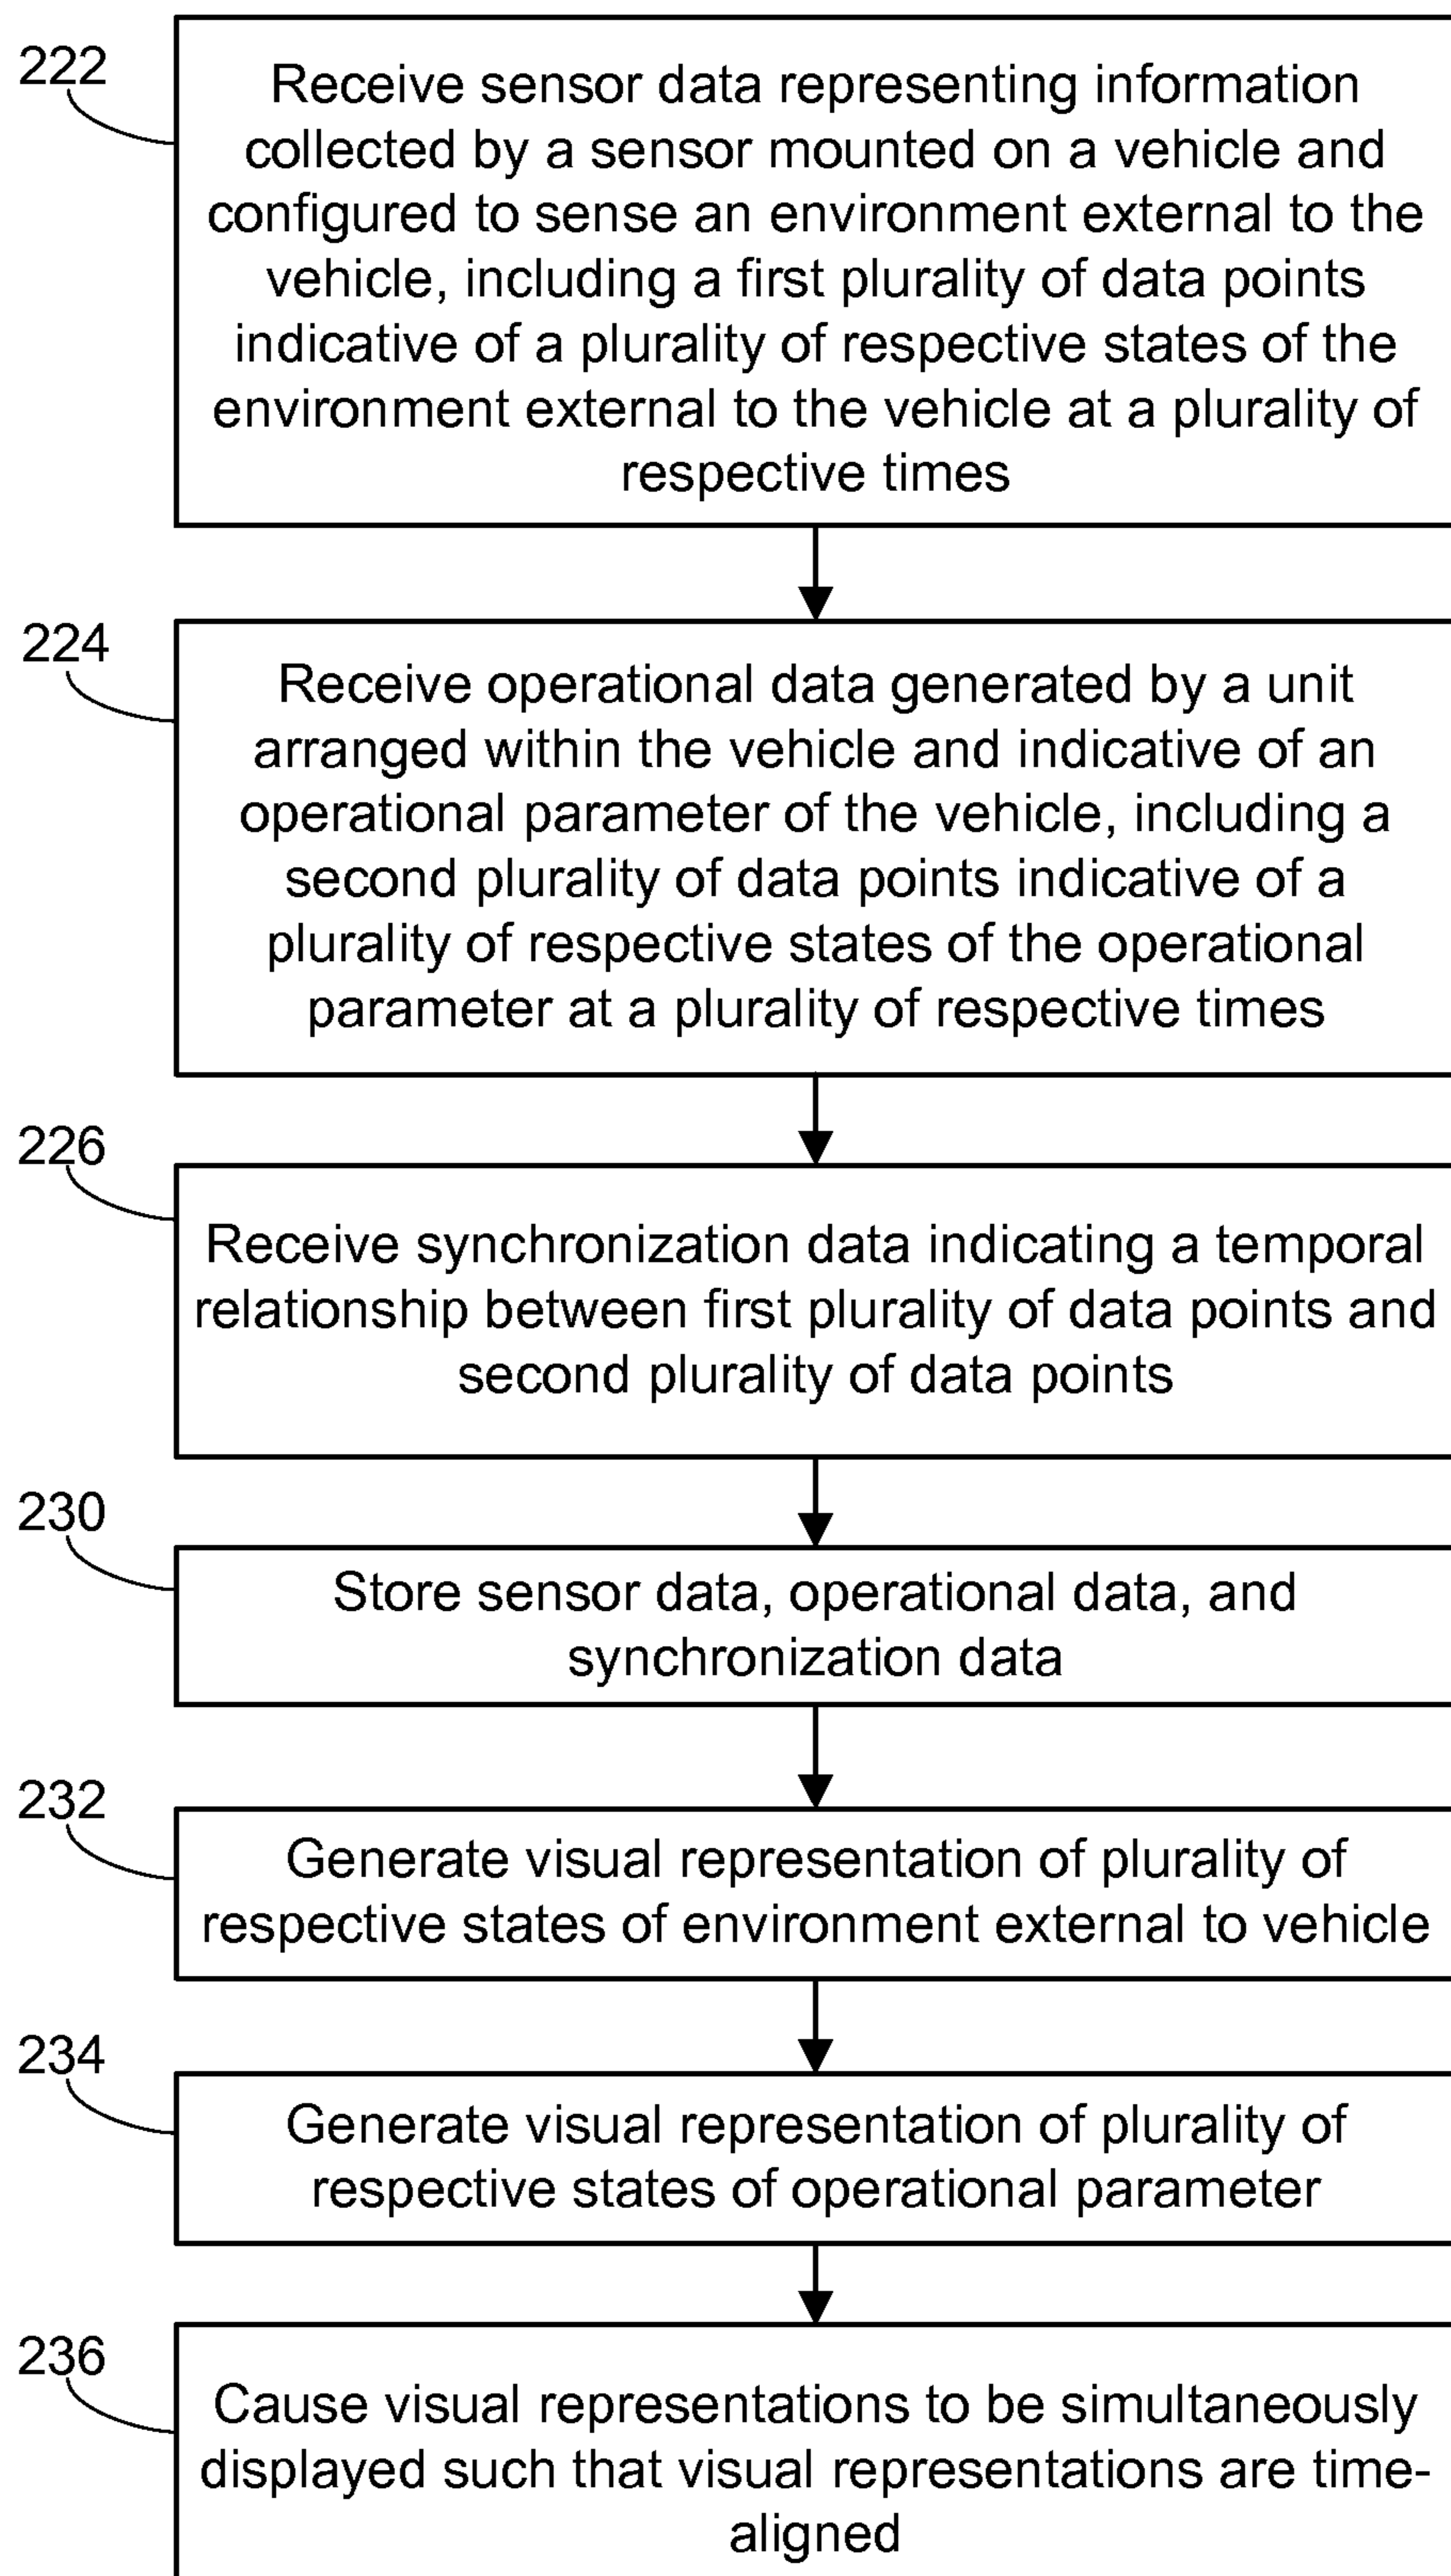 222
Receive sensor data representing information
collected by a sensor mounted on a vehicle and
configured to sense an environment external to the
vehicle, including a first plurality of data points
indicative of a plurality of respective states of the
environment external to the vehicle at a plurality of
respective times
224
Receive operational data generated by a unit
arranged within the vehicle and indicative of an
operational parameter of the vehicle, including a
second plurality of data points indicative of a
plurality of respective states of the operational
parameter at a plurality of respective times
226
Receive synchronization data indicating a temporal
relationship between first plurality of data points and
second plurality of data points
230
Store sensor data, operational data, and
synchronization data
232
Generate visual representation of plurality of
respective states of environment external to vehicle
234
Generate visual representation of plurality of
respective states of operational parameter
236
Cause visual representations to be simultaneously
displayed such that visual representations are time-
aligned